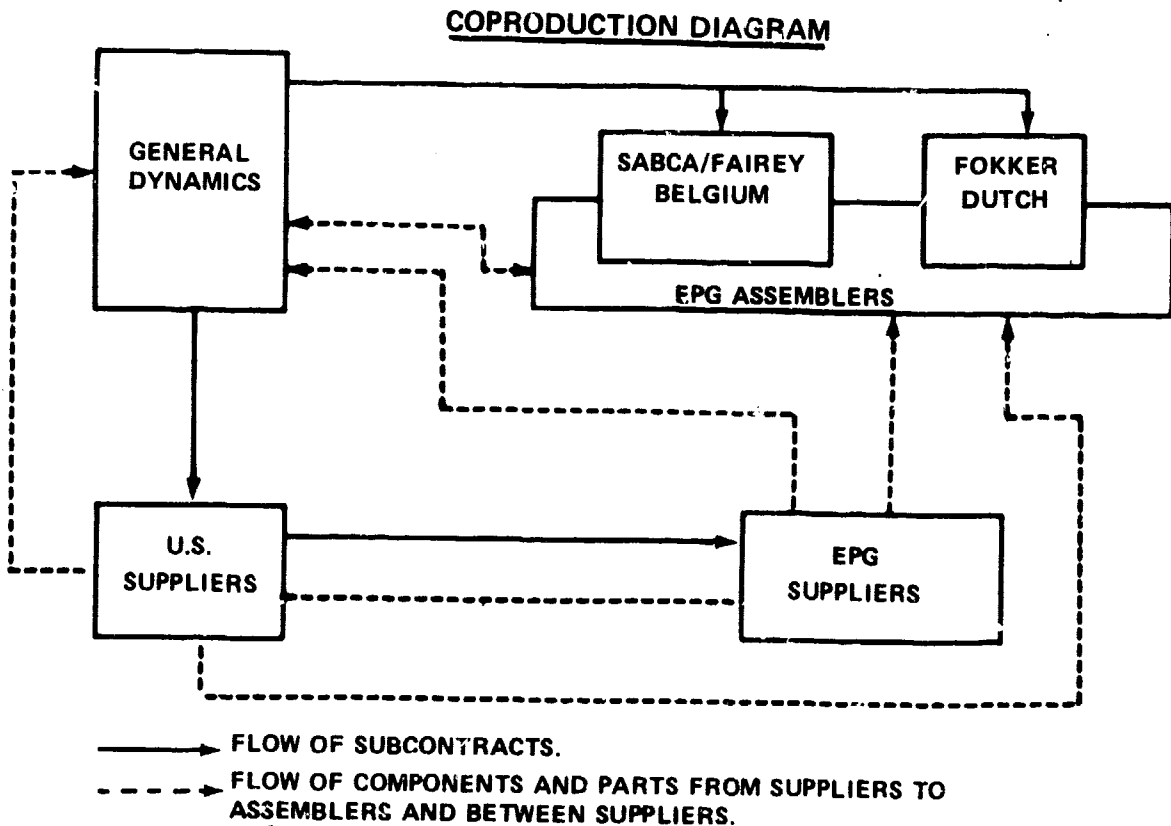 COPRODUCTION DIAGRAM
GENERAL
DYNAMICS
SABCA/FAIREY
BELGIUM
FOKKER
DUTCH
EPG ASSEMBLERS
U.S.
SUPPLIERS
EPG
SUPPLIERS
FLOW OF SUBCONTRACTS.
FLOW OF COMPONENTS AND PARTS FROM SUPPLIERS TO
ASSEMBLERS AND BETWEEN SUPPLIERS.